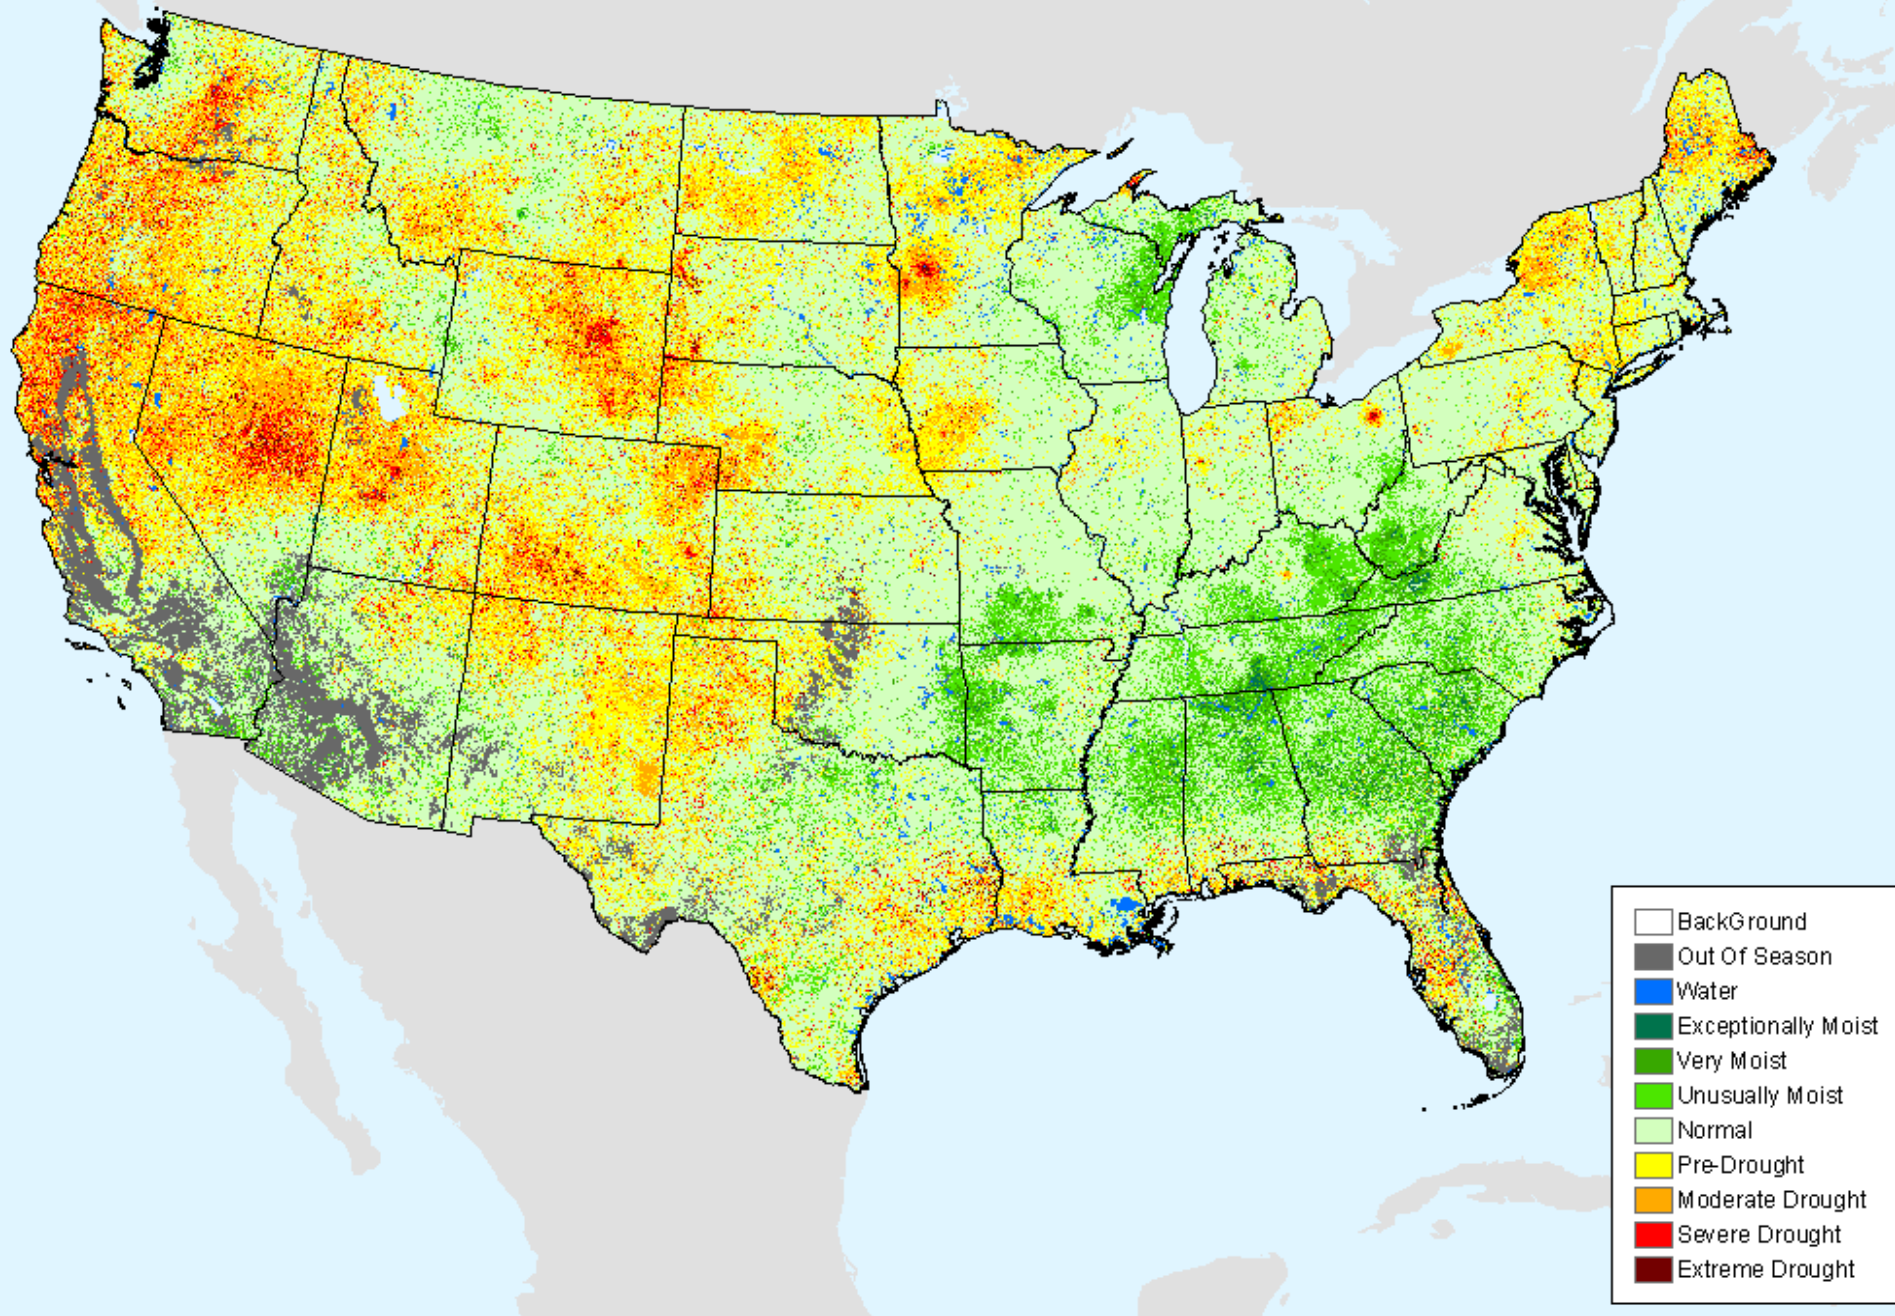 BackGround
Out Of Season
Water
Exceptionally Moist
Very Moist
Unusually Moist
Normal
Pre-Drought
Moderate Drought
Severe Drought
Extreme Drought